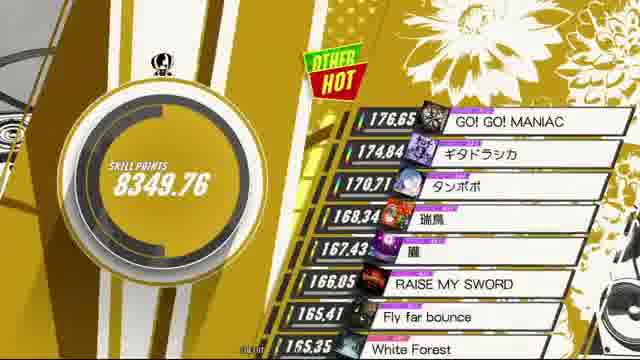 OTHER
HOT
SKILL POINTS
8349.76
176.65 GO! GO! MANIAC
174.84 ギタドラシカ
170.71 タンポポ
168.34 瑞鳥
167.43 朧
166.05 RAISE MY SWORD
165.41 Fly far bounce
165.35 White Forest